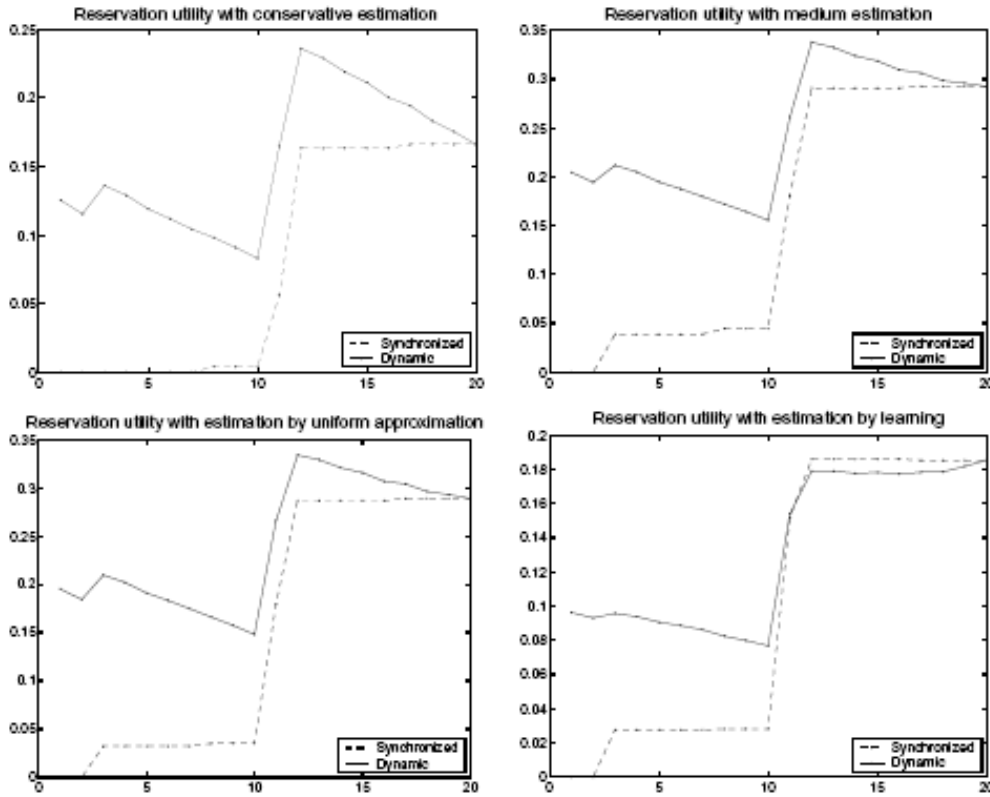 Reservation utility with conservative estimation
0.25
0.2
0.15
0.1
0.05
0
0 5 10 15 20
Synchronized
Dynamic
Reservation utility with medium estimation
0.35
0.3
0.25
0.2
0.15
0.1
0.05
0
0 5 10 15 20
Synchronized
Dynamic
Reservation utility with estimation by uniform approximation
0.35
0.3
0.25
0.2
0.15
0.1
0.05
0
0 5 10 15 20
Synchronized
Dynamic
Reservation utility with estimation by learning
0.2
0.18
0.16
0.14
0.12
0.1
0.08
0.06
0.04
0.02
0
0 5 10 15 20
Synchronized
Dynamic